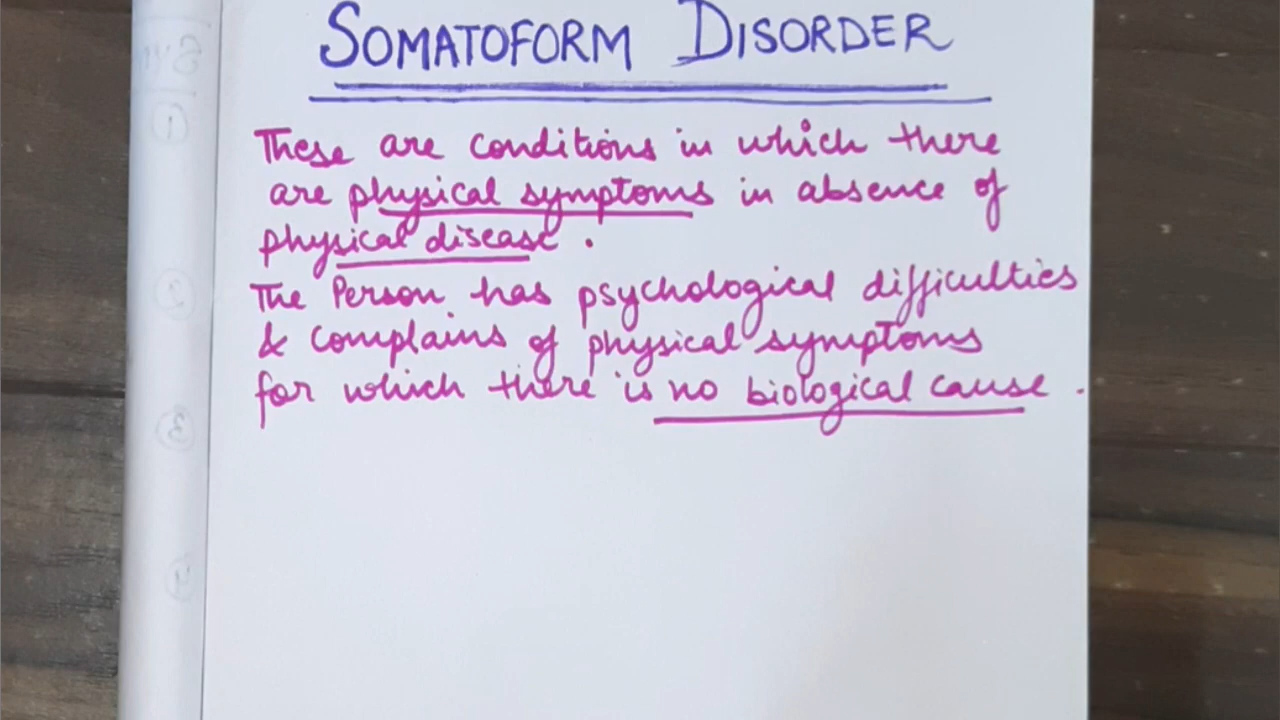 SOMATOFORM DISORDER
These are conditions in which there
are physical symptoms in absence of
physical disease.
The Person has psychological difficulties
& complains of physical symptoms
for which there is no biological cause.